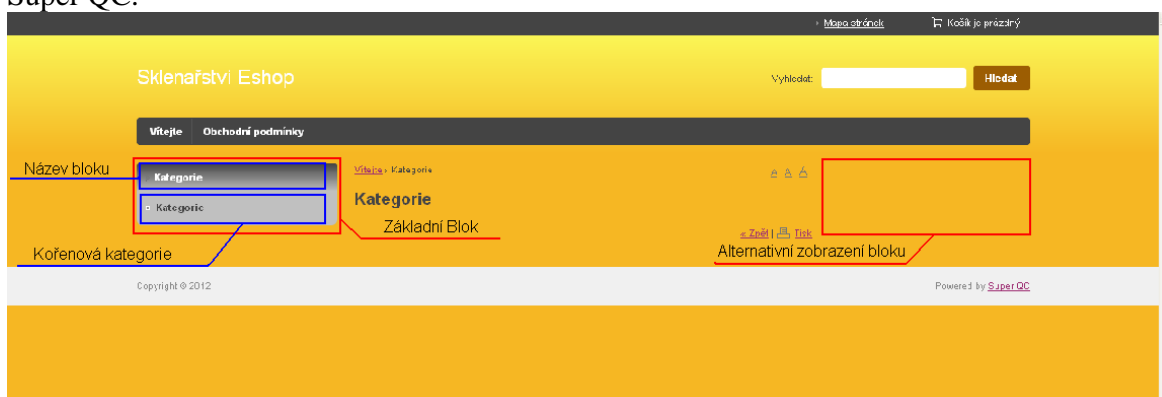 Super QC.
Mapa stránek Košík je prázdný
Sklenařství Eshop
Vyhledat: Hledat
Vítejte Obchodní podmínky
Název bloku
Kategorie
Vítejte › Kategorie
A A A
Kategorie
Kategorie
Základní Blok
« Zpět | Tisk
Kořenová kategorie
Alternativní zobrazení bloku
Copyright © 2012
Powered by Super QC